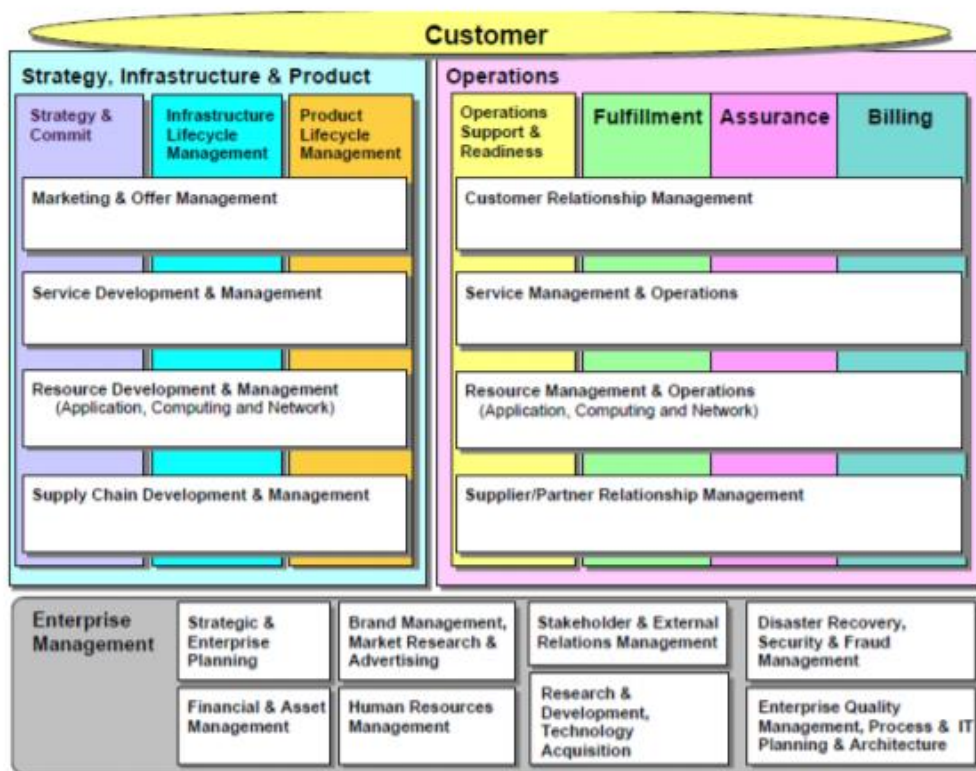 Customer
Strategy, Infrastructure & Product
Strategy &
Commit
Infrastructure
Lifecycle
Management
Product
Lifecycle
Management
Marketing & Offer Management
Service Development & Management
Resource Development & Management
(Application, Computing and Network)
Supply Chain Development & Management
Operations
Operations
Support &
Readiness
Fulfillment
Assurance
Billing
Customer Relationship Management
Service Management & Operations
Resource Management & Operations
(Application, Computing and Network)
Supplier/Partner Relationship Management
Enterprise
Management
Strategic &
Enterprise
Planning
Brand Management,
Market Research &
Advertising
Stakeholder & External
Relations Management
Disaster Recovery,
Security & Fraud
Management
Financial & Asset
Management
Human Resources
Management
Research &
Development,
Technology
Acquisition
Enterprise Quality
Management, Process & IT
Planning & Architecture